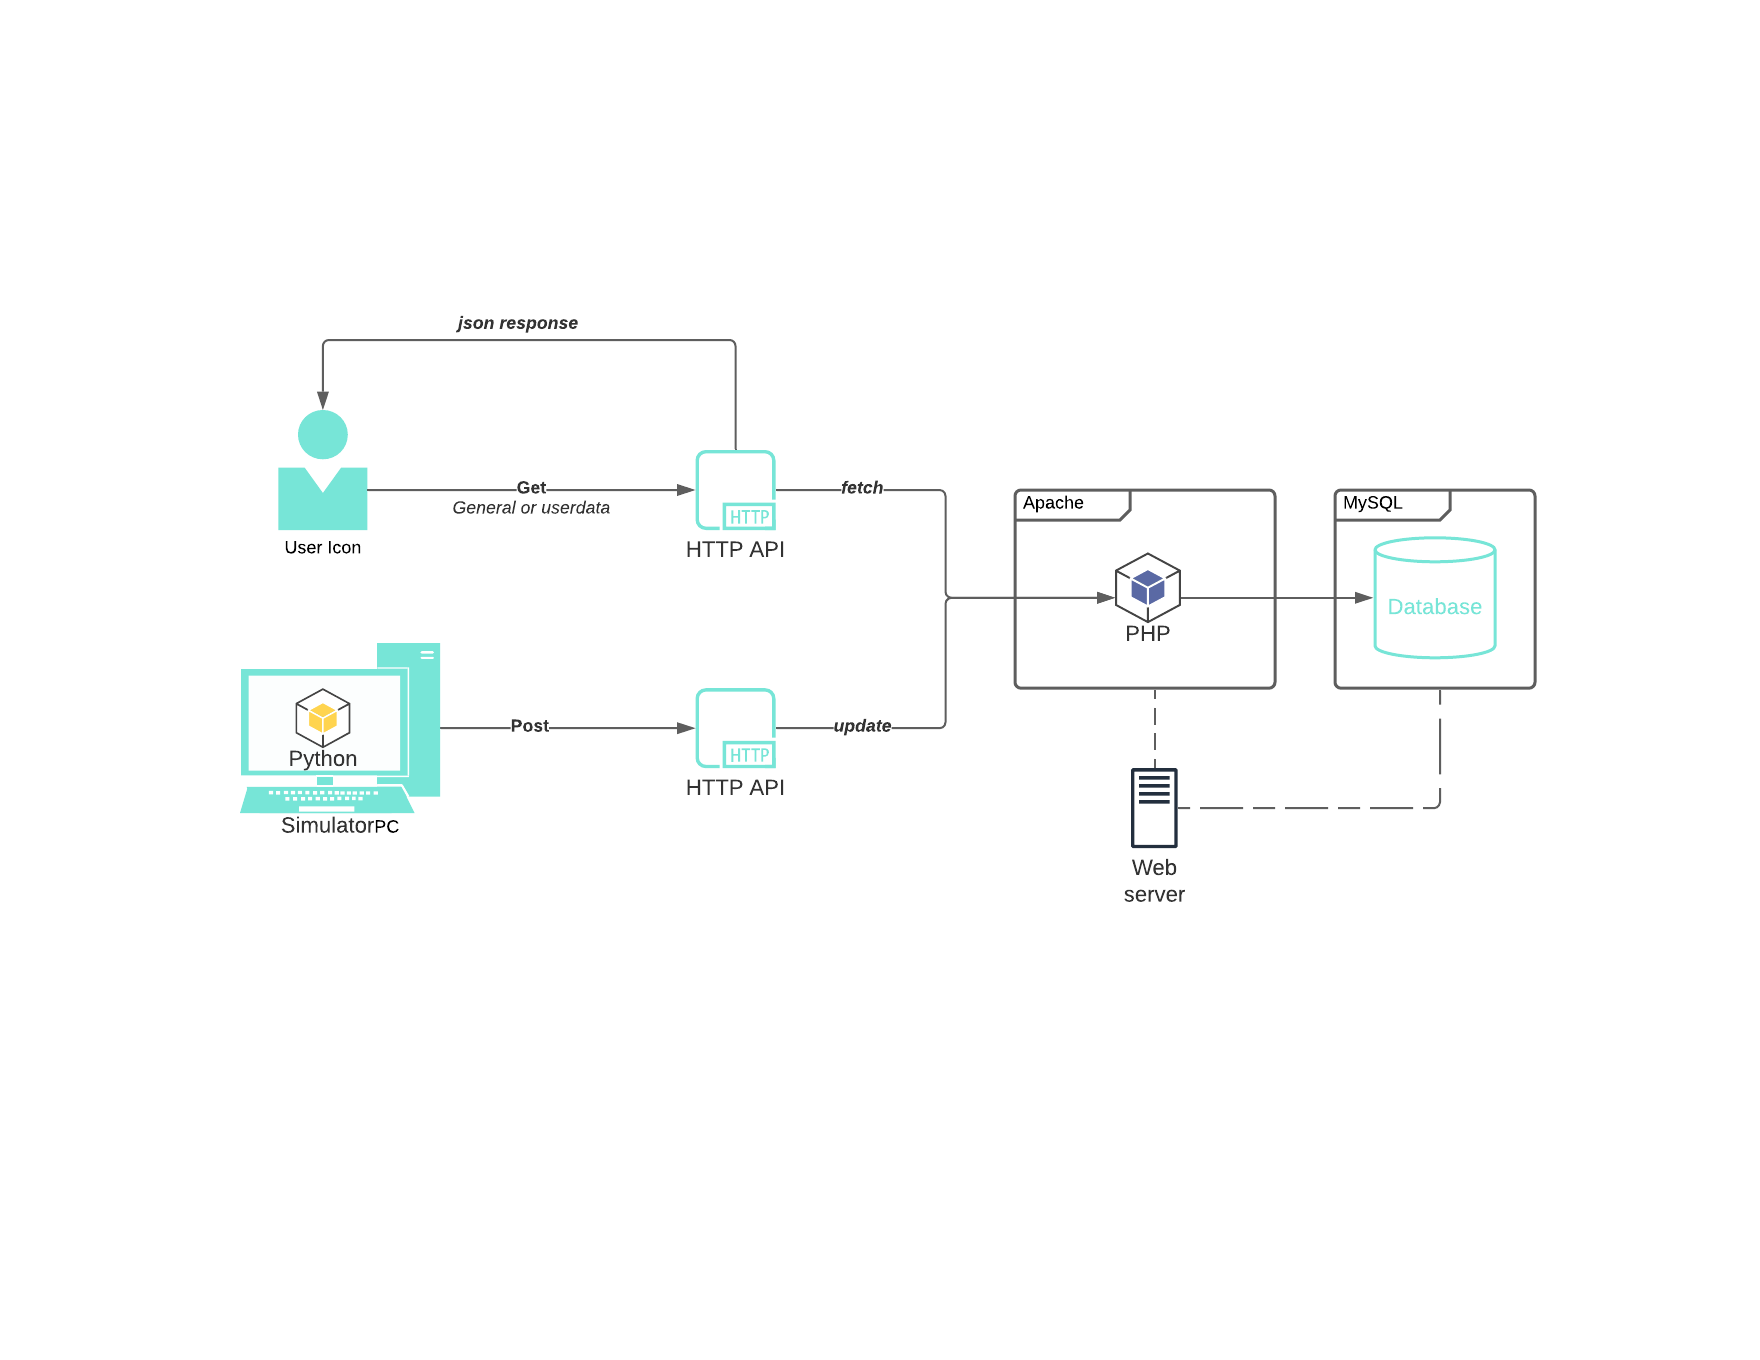 json response
Get
General or userdata
User Icon
HTTP
HTTP API
fetch
Apache
PHP
MySQL
Database
Python
SimulatorPC
Post
HTTP
HTTP API
update
Web
server